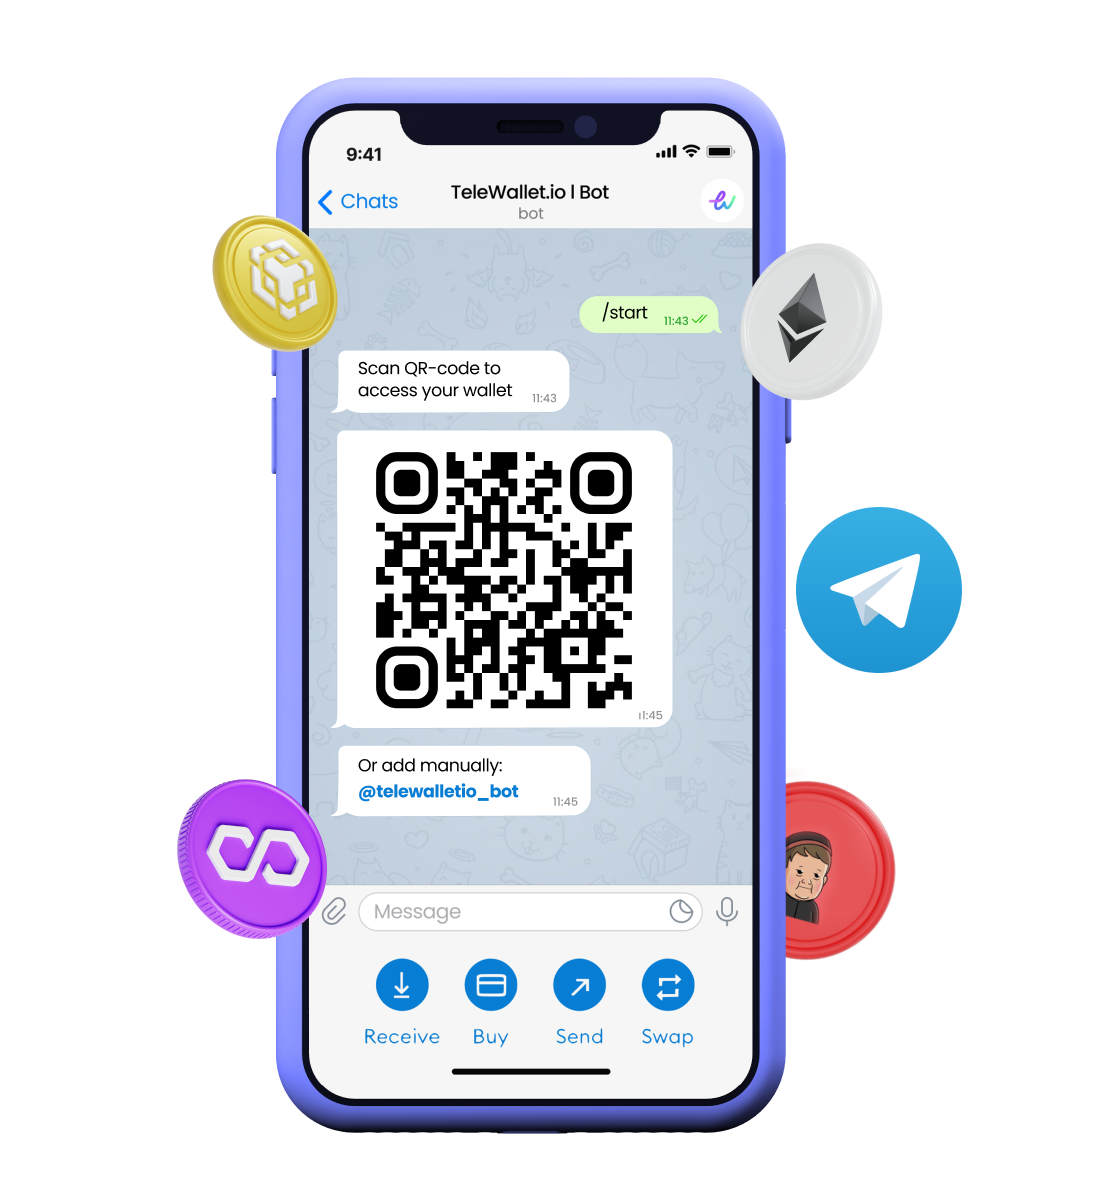 9:41
Chats
TeleWallet.io | Bot
bot
/start 11:43
Scan QR-code to
access your wallet 11:43
11:45
Or add manually:
@telewalletio_bot 11:45
Message
Receive Buy Send Swap